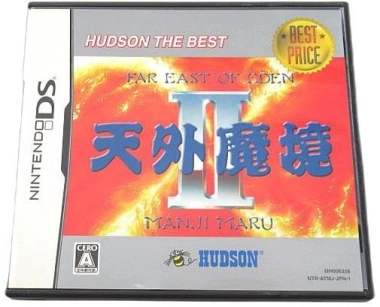 HUDSON THE BEST
BEST
PRICE
NINTENDO DS
FAR EAST OF EDEN
II
天外魔境
MANJI MARU
CERO
A
HUDSON